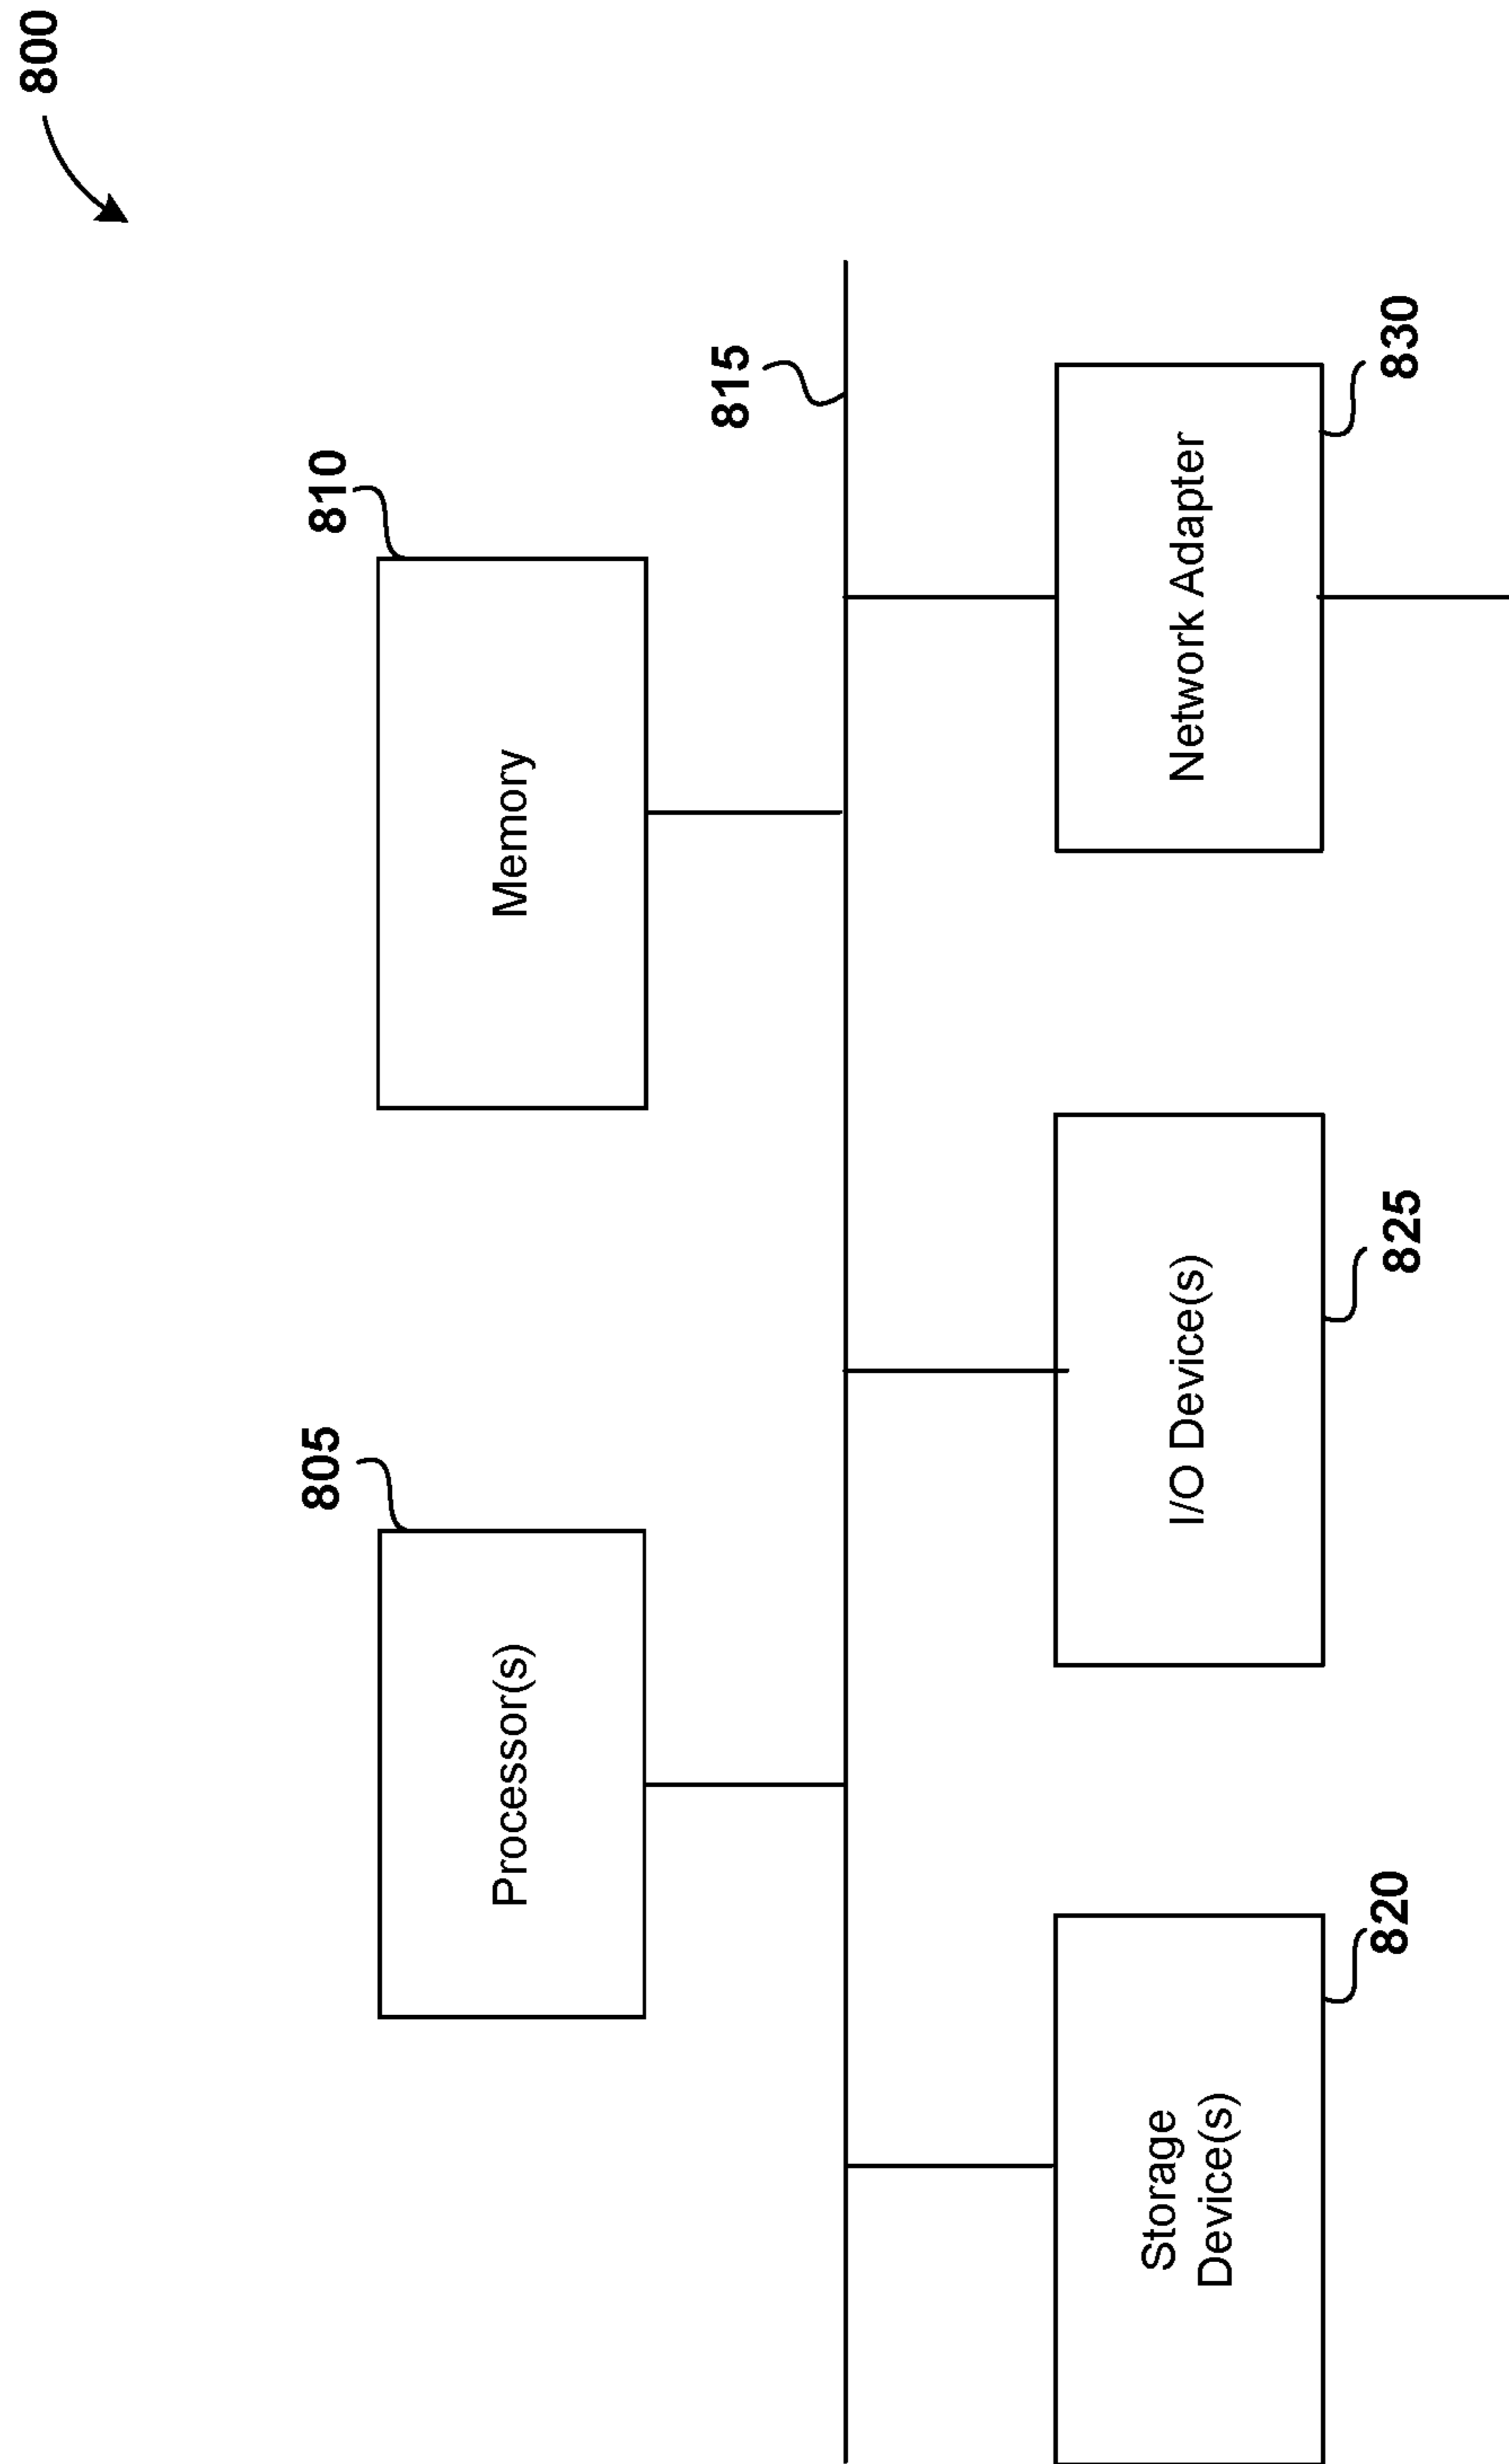 800
805
Processor(s)
810
Memory
815
820
Storage
Device(s)
825
I/O Device(s)
830
Network Adapter